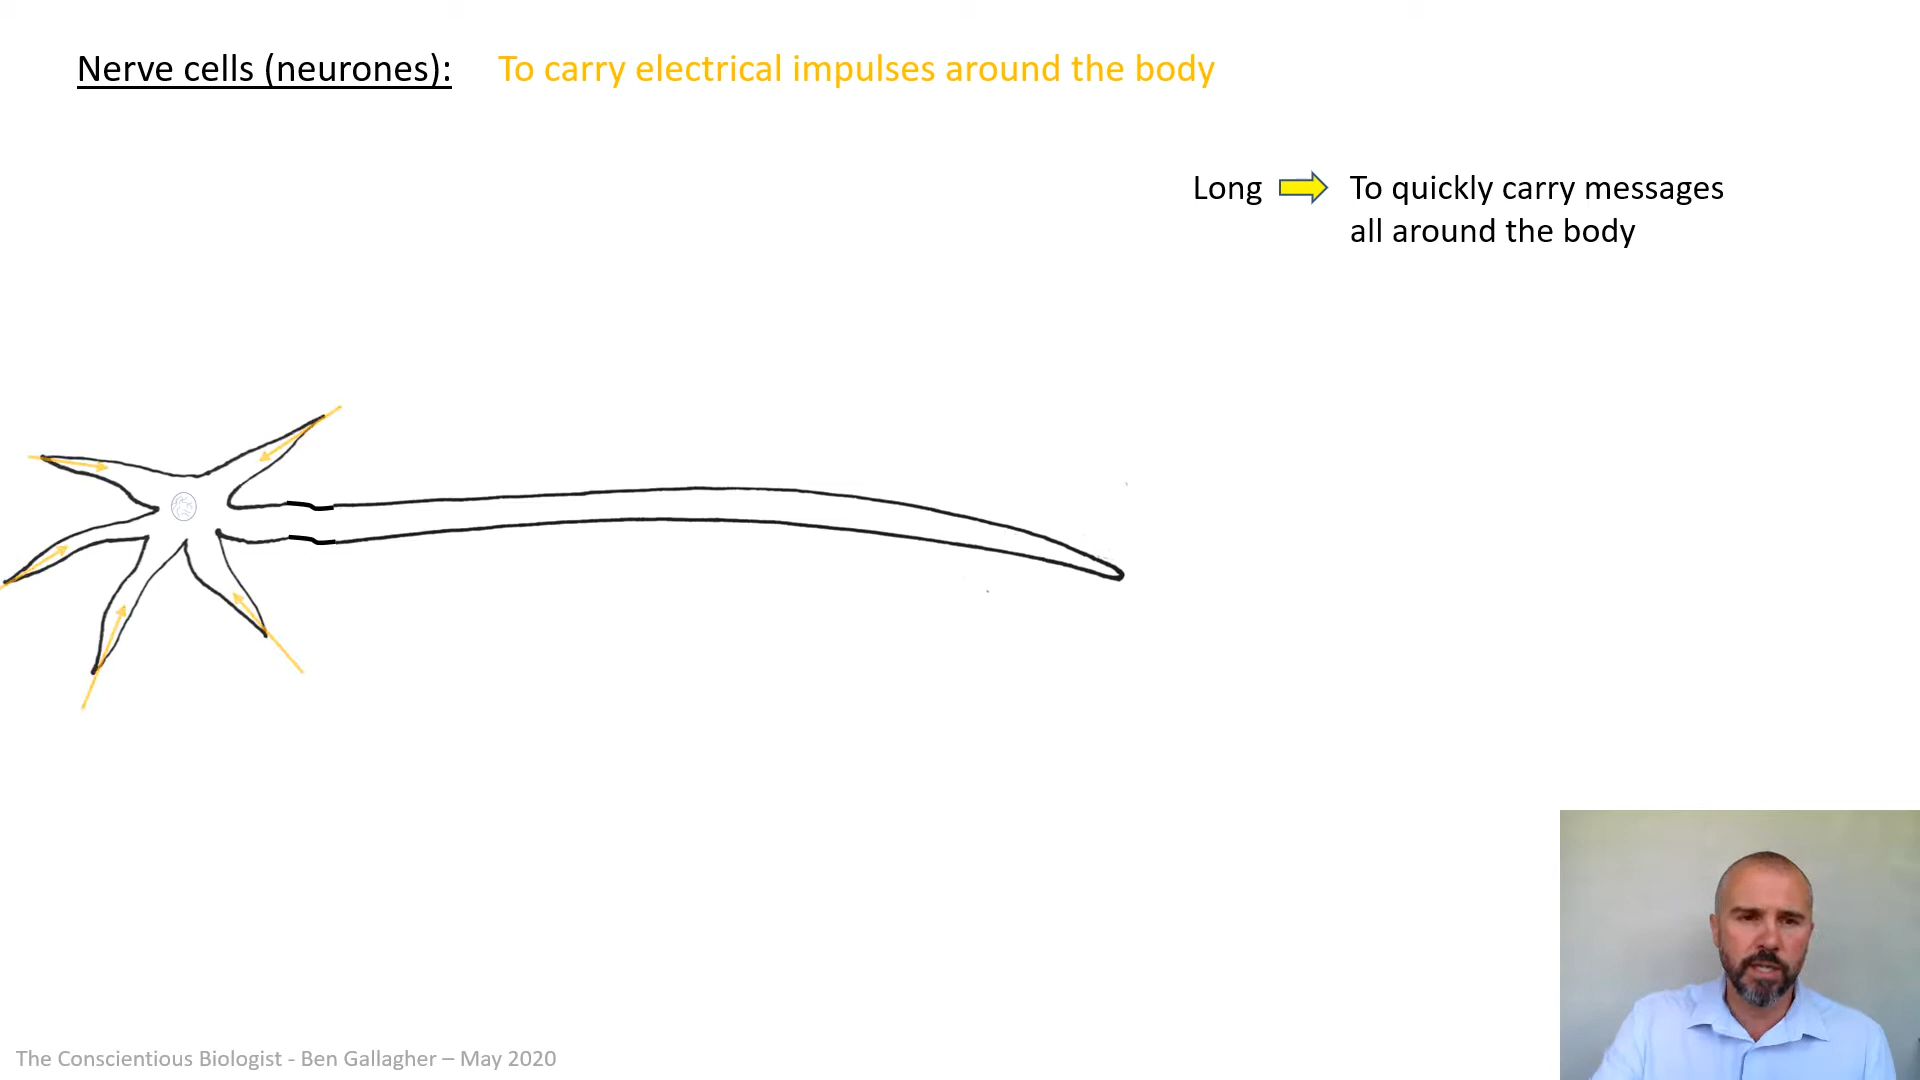 Nerve cells (neurones): To carry electrical impulses around the body
Long To quickly carry messages
all around the body
The Conscientious Biologist - Ben Gallagher – May 2020